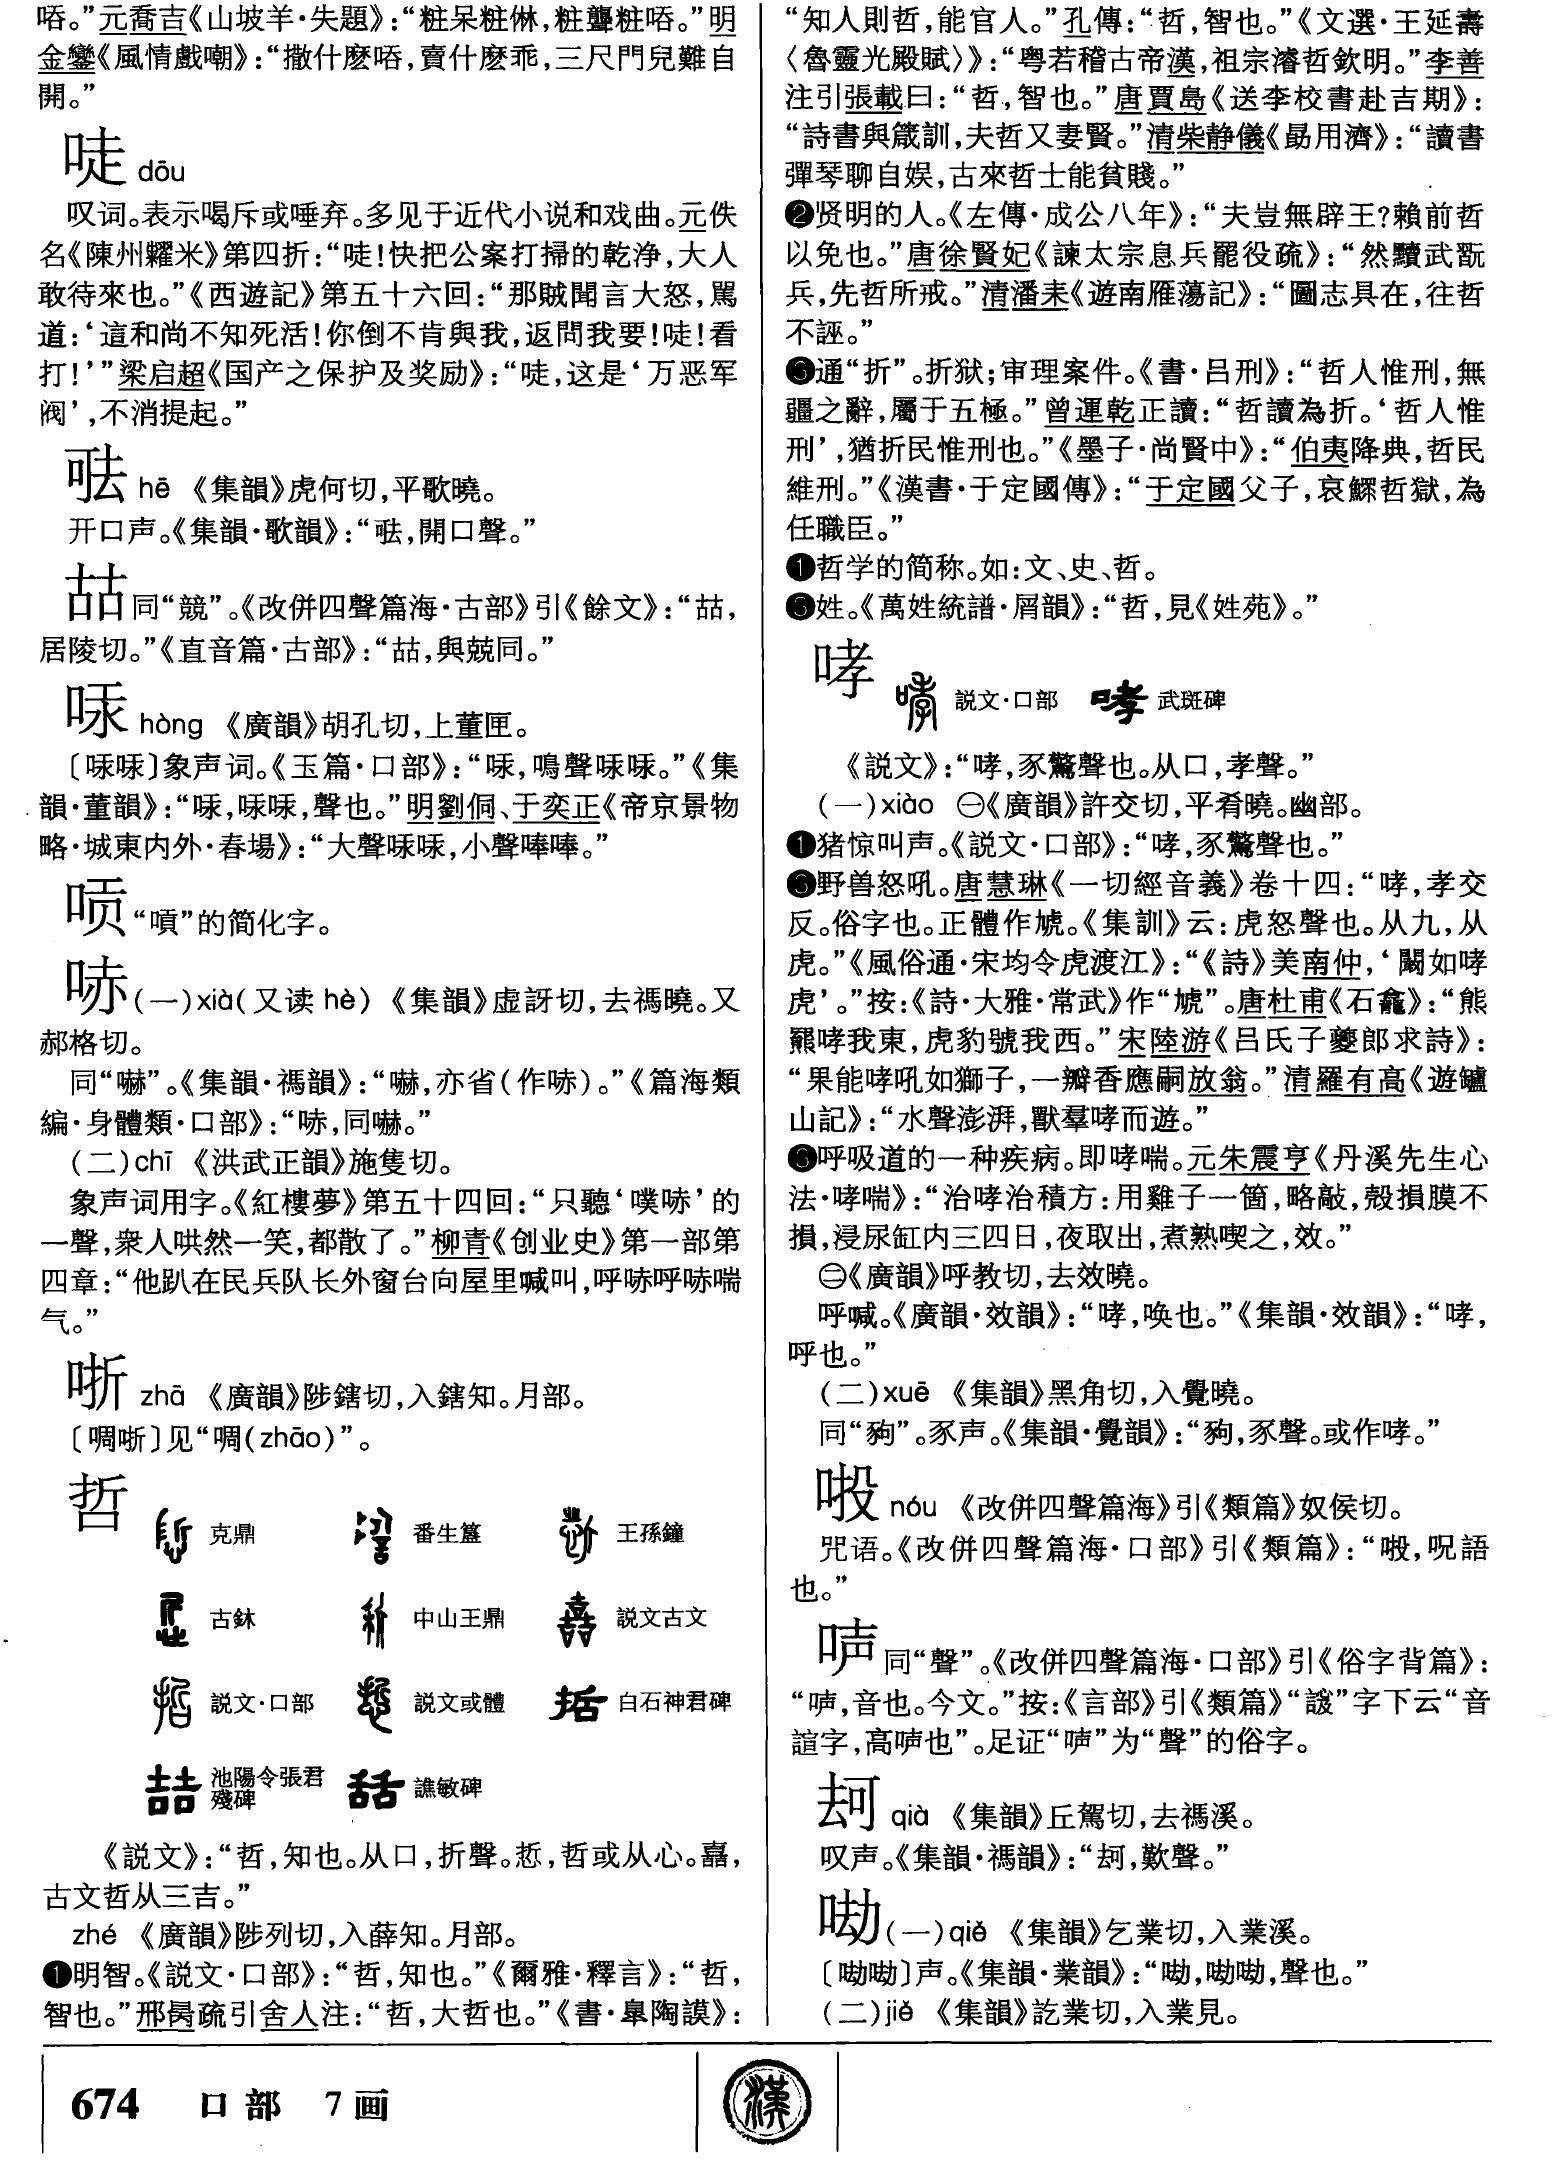 唔。”元喬吉《山坡羊·失題》：“粧呆粧㑣，粧聾粧唔。”明
金鑾《風情戲嘲》：“撒什麽唔，賣什麽乖，三尺門兒難自
開。”
唗 dōu
叹词。表示喝斥或唾弃。多见于近代小说和戏曲。元佚
名《陳州糶米》第四折：“唗！快把公案打掃的乾净，大人
敢待來也。”《西遊記》第五十六回：“那賊聞言大怒，罵
道：‘這和尚不知死活！你倒不肯與我，返問我要！唗！看
打！’”梁启超《国产之保护及奖励》：“唗，这是‘万恶军
阀’，不消提起。”
hē 《集韻》虎何切，平歌曉。
开口声。《集韻·歌韻》：“，開口聲。”
𠳵同“競”。《改併四聲篇海·古部》引《餘文》：“，
居陵切。”《直音篇·古部》：“，與兢同。”
hòng 《廣韻》胡孔切，上董匣。
〔〕象声词。《玉篇·口部》：“，鳴聲。”《集
韻·董韻》：“，，聲也。”明劉侗、于奕正《帝京景物
略·城東内外·春場》：“大聲，小聲唪唪。”
唝“嗊”的简化字。
哧(一)xià(又读hè) 《集韻》虚訝切，去禡曉。又
郝格切。
同“嚇”。《集韻·禡韻》：“嚇，亦省(作哧)。”《篇海類
編·身體類·口部》：“哧，同嚇。”
(二)chī 《洪武正韻》施隻切。
象声词用字。《紅樓夢》第五十四回：“只聽‘噗哧’的
一聲，衆人哄然一笑，都散了。”柳青《创业史》第一部第
四章：“他趴在民兵队长外窗台向屋里喊叫，呼哧呼哧喘
气。”
哳 zhā 《廣韻》陟鎋切，入鎋知。月部。
〔啁哳〕见“啁(zhāo)”。
哲 克鼎 番生簋 王孫鐘
古鉥 中山王鼎 説文古文
説文·口部 説文或體 白石神君碑
池陽令張君殘碑 譙敏碑
《説文》：“哲，知也。从口，折聲。悊，哲或从心。嚞，
古文哲从三吉。”
zhé 《廣韻》陟列切，入薛知。月部。
❶明智。《説文·口部》：“哲，知也。”《爾雅·釋言》：“哲，
智也。”邢昺疏引舍人注：“哲，大哲也。”《書·皋陶謨》：
“知人則哲，能官人。”孔傳：“哲，智也。”《文選·王延壽
〈魯靈光殿賦〉》：“粤若稽古帝漢，祖宗濬哲欽明。”李善
注引張載曰：“哲，智也。”唐賈島《送李校書赴吉期》：
“詩書與箴訓，夫哲又妻賢。”清柴静儀《勗用濟》：“讀書
彈琴聊自娱，古來哲士能貧賤。”
❷贤明的人。《左傳·成公八年》：“夫豈無辟王？賴前哲
以免也。”唐徐賢妃《諫太宗息兵罷役疏》：“然黷武翫
兵，先哲所戒。”清潘耒《遊南雁蕩記》：“圖志具在，往哲
不誣。”
❸通“折”。折狱；审理案件。《書·吕刑》：“哲人惟刑，無
疆之辭，屬于五極。”曾運乾正讀：“哲讀為折。‘哲人惟
刑’，猶折民惟刑也。”《墨子·尚賢中》：“伯夷降典，哲民
維刑。”《漢書·于定國傳》：“于定國父子，哀鰥哲獄，為
任職臣。”
❹哲学的简称。如：文、史、哲。
❺姓。《萬姓統譜·屑韻》：“哲，見《姓苑》。”
哮 説文·口部 武斑碑
《説文》：“哮，豕驚聲也。从口，孝聲。”
(一)xiào ㊀《廣韻》許交切，平肴曉。幽部。
❶猪惊叫声。《説文·口部》：“哮，豕驚聲也。”
❷野兽怒吼。唐慧琳《一切經音義》卷十四：“哮，孝交
反。俗字也。正體作虓。《集訓》云：虎怒聲也。从九，从
虎。”《風俗通·宋均令虎渡江》：“《詩》美南仲，‘闞如哮
虎’。”按：《詩·大雅·常武》作“虓”。唐杜甫《石龕》：“熊
羆哮我東，虎豹號我西。”宋陸游《吕氏子夔郎求詩》：
“果能哮吼如獅子，一瓣香應嗣放翁。”清羅有高《遊鑪
山記》：“水聲澎湃，獸羣哮而遊。”
❸呼吸道的一种疾病。即哮喘。元朱震亨《丹溪先生心
法·哮喘》：“治哮治積方：用雞子一箇，略敲，殼損膜不
損，浸尿缸内三四日，夜取出，煮熟喫之，效。”
㊁《廣韻》呼教切，去效曉。
呼喊。《廣韻·效韻》：“哮，唤也。”《集韻·效韻》：“哮，
呼也。”
(二)xuē 《集韻》黑角切，入覺曉。
同“豞”。豕声。《集韻·覺韻》：“豞，豕聲。或作哮。”
nóu 《改併四聲篇海》引《類篇》奴侯切。
咒语。《改併四聲篇海·口部》引《類篇》：“，呪語
也。”
同“聲”。《改併四聲篇海·口部》引《俗字背篇》：
“，音也。今文。”按：《言部》引《類篇》“”字下云“音
諠字，高也”。足证“”为“聲”的俗字。
qià 《集韻》丘駕切，去禡溪。
叹声。《集韻·禡韻》：“，歎聲。”
㗁(一)qiè 《集韻》乞業切，入業溪。
〔〕声。《集韻·業韻》：“，，聲也。”
(二)jiè 《集韻》訖業切，入業見。
674 口部 7画
漢